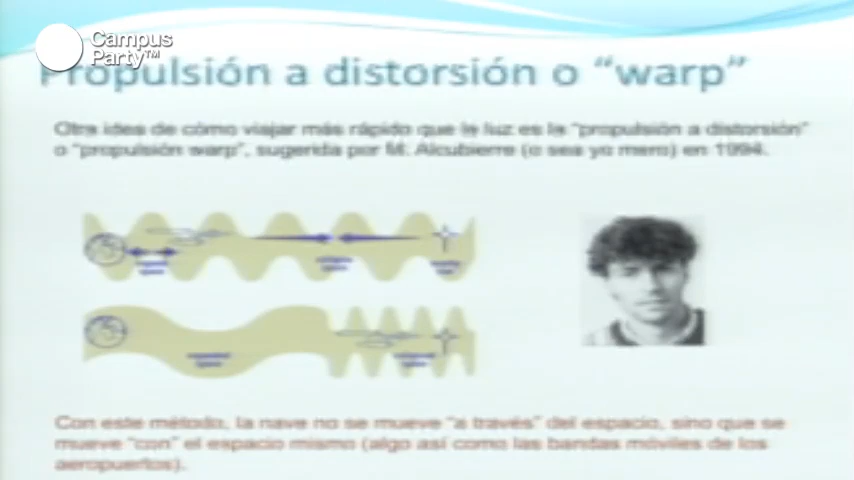 Campus
Party™
Propulsión a distorsión o “warp”
Otra idea de cómo viajar más rápido que la luz es la “propulsión a distorsión”
o “propulsión warp”, sugerida por M. Alcubierre (o sea yo mero) en 1994.
Con este método, la nave no se mueve “a través” del espacio, sino que se
mueve “con” el espacio mismo (algo así como las bandas móviles de los
aeropuertos).